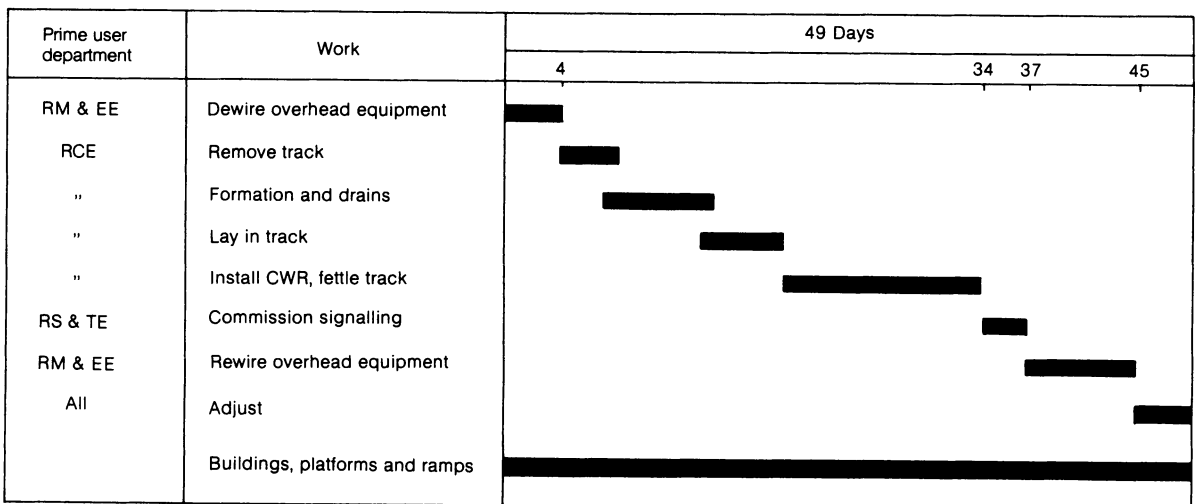 Prime user
department
Work
49 Days
4 34 37 45
RM & EE Dewire overhead equipment
RCE Remove track
,, Formation and drains
,, Lay in track
,, Install CWR, fettle track
RS & TE Commission signalling
RM & EE Rewire overhead equipment
All Adjust
Buildings, platforms and ramps